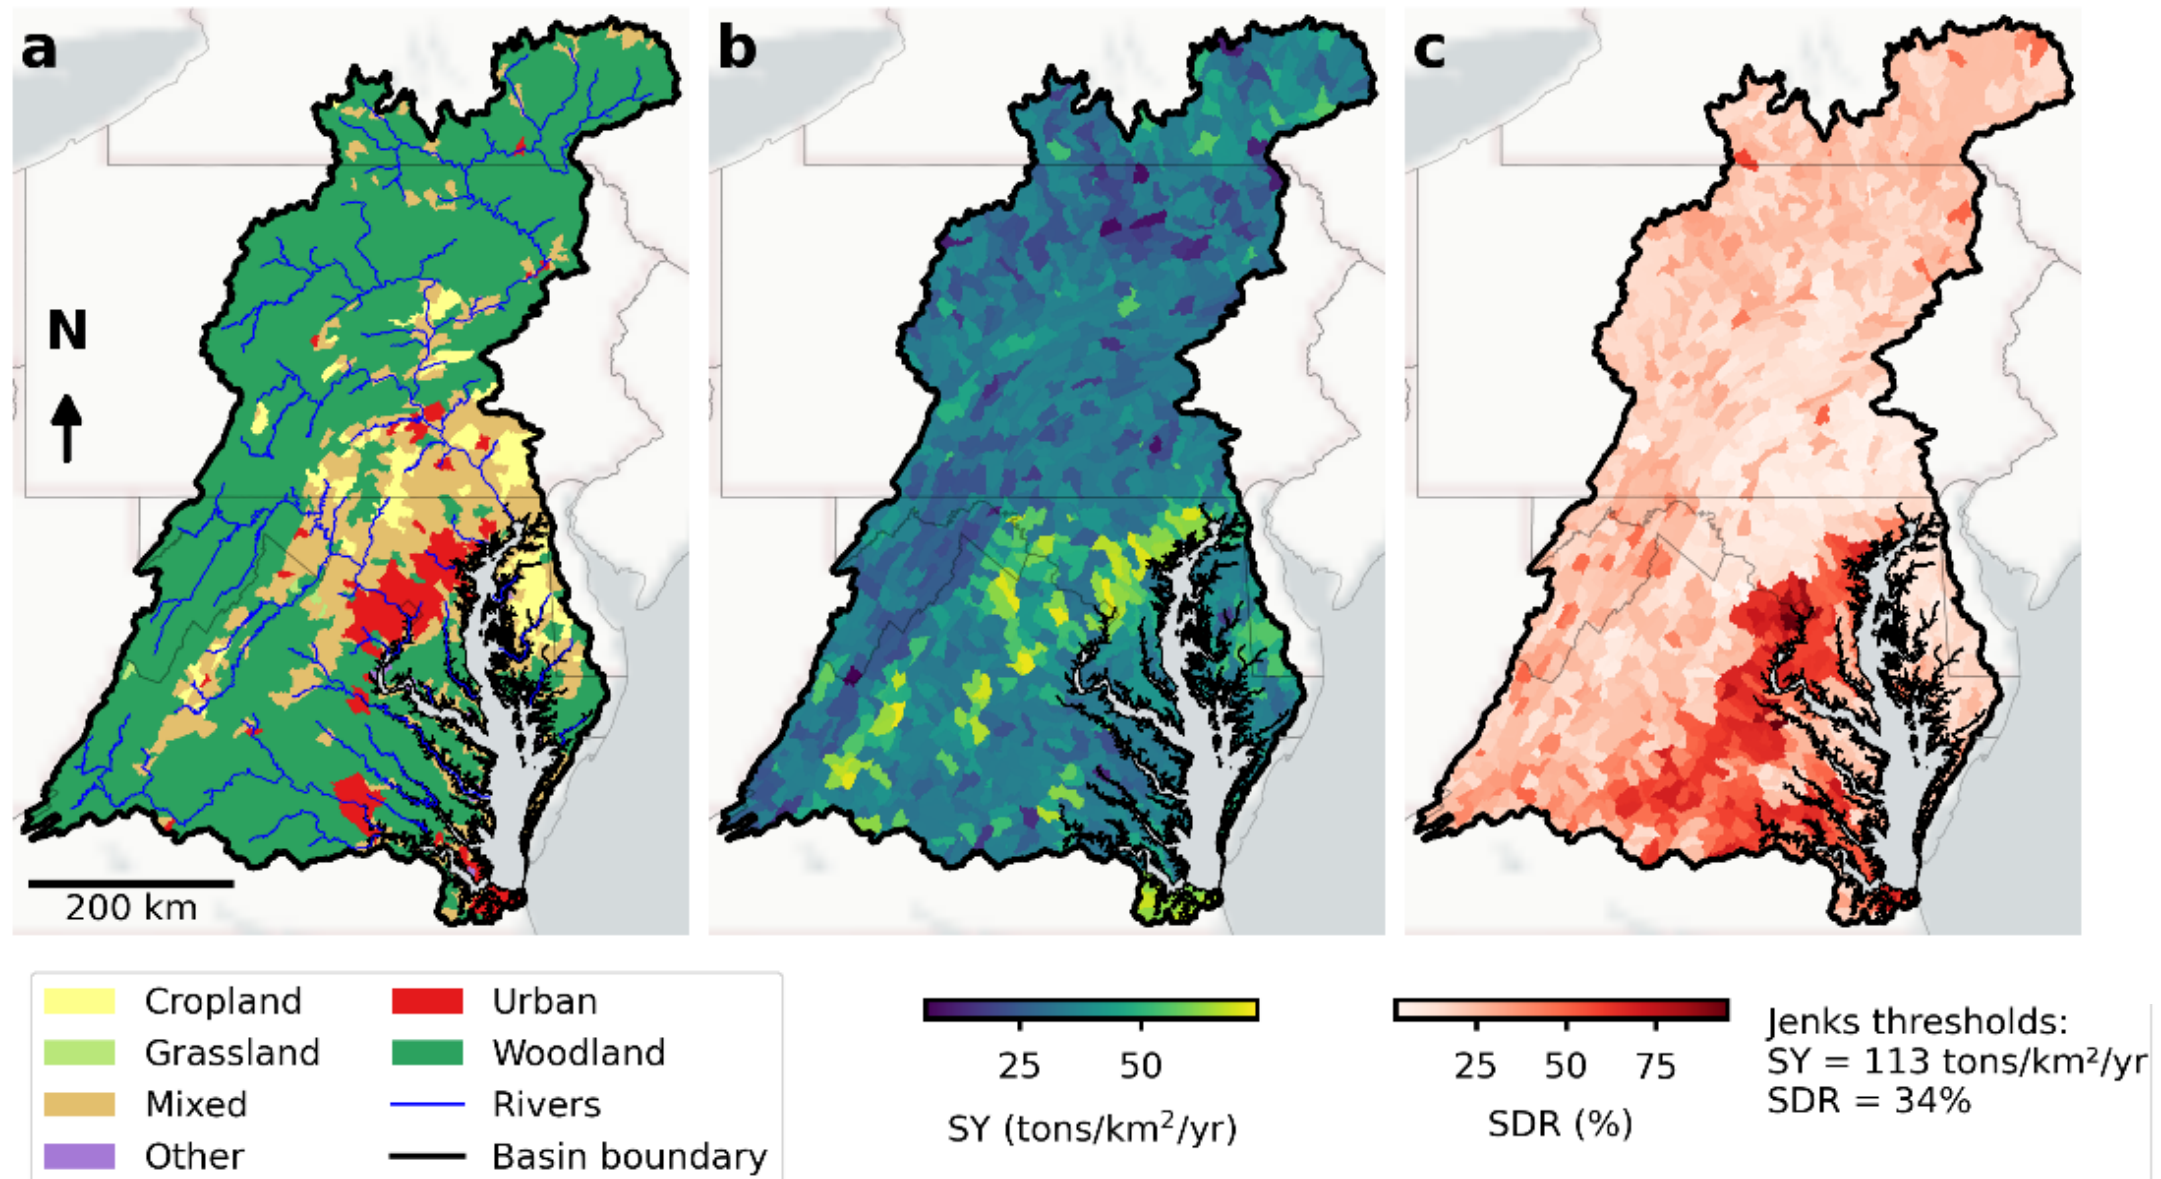 a
b
c
N
200 km
Cropland
Grassland
Mixed
Other
Urban
Woodland
Rivers
Basin boundary
25 50
SY (tons/km²/yr)
25 50 75
SDR (%)
Jenks thresholds:
SY = 113 tons/km²/yr
SDR = 34%